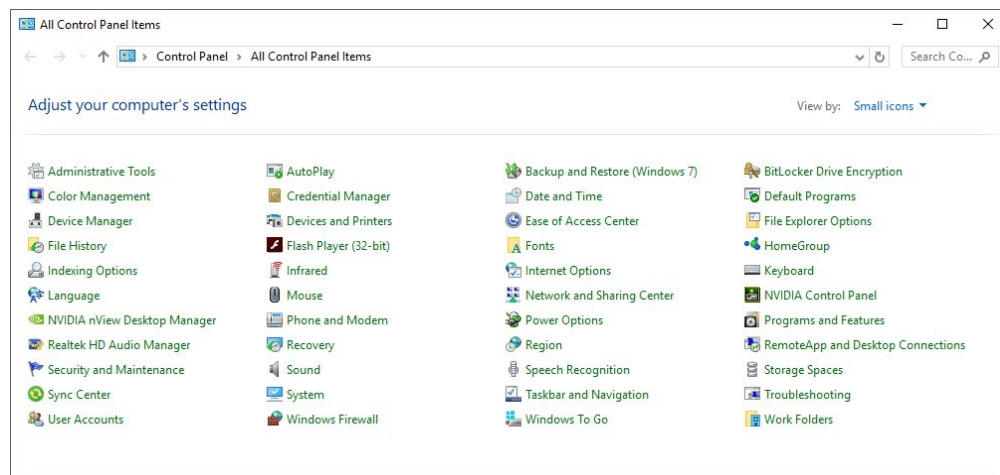 All Control Panel Items
Control Panel > All Control Panel Items Search Co...
Adjust your computer's settings View by: Small icons
Administrative Tools AutoPlay Backup and Restore (Windows 7) BitLocker Drive Encryption
Color Management Credential Manager Date and Time Default Programs
Device Manager Devices and Printers Ease of Access Center File Explorer Options
File History Flash Player (32-bit) Fonts HomeGroup
Indexing Options Infrared Internet Options Keyboard
Language Mouse Network and Sharing Center NVIDIA Control Panel
NVIDIA nView Desktop Manager Phone and Modem Power Options Programs and Features
Realtek HD Audio Manager Recovery Region RemoteApp and Desktop Connections
Security and Maintenance Sound Speech Recognition Storage Spaces
Sync Center System Taskbar and Navigation Troubleshooting
User Accounts Windows Firewall Windows To Go Work Folders